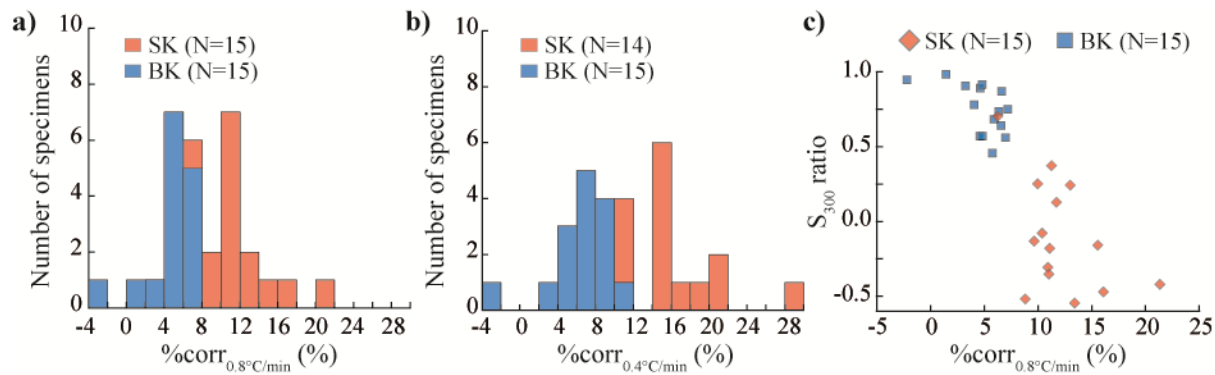 a)
SK (N=15)
BK (N=15)
Number of specimens
10
8
6
4
2
0
-4 0 4 8 12 16 20 24 28
%corr0.8°C/min (%)
b)
SK (N=14)
BK (N=15)
Number of specimens
10
8
6
4
2
0
-4 0 4 8 12 16 20 24 28
%corr0.4°C/min (%)
c)
SK (N=15) BK (N=15)
S300 ratio
1.0
0.5
0.0
-0.5
-5 0 5 10 15 20 25
%corr0.8°C/min (%)